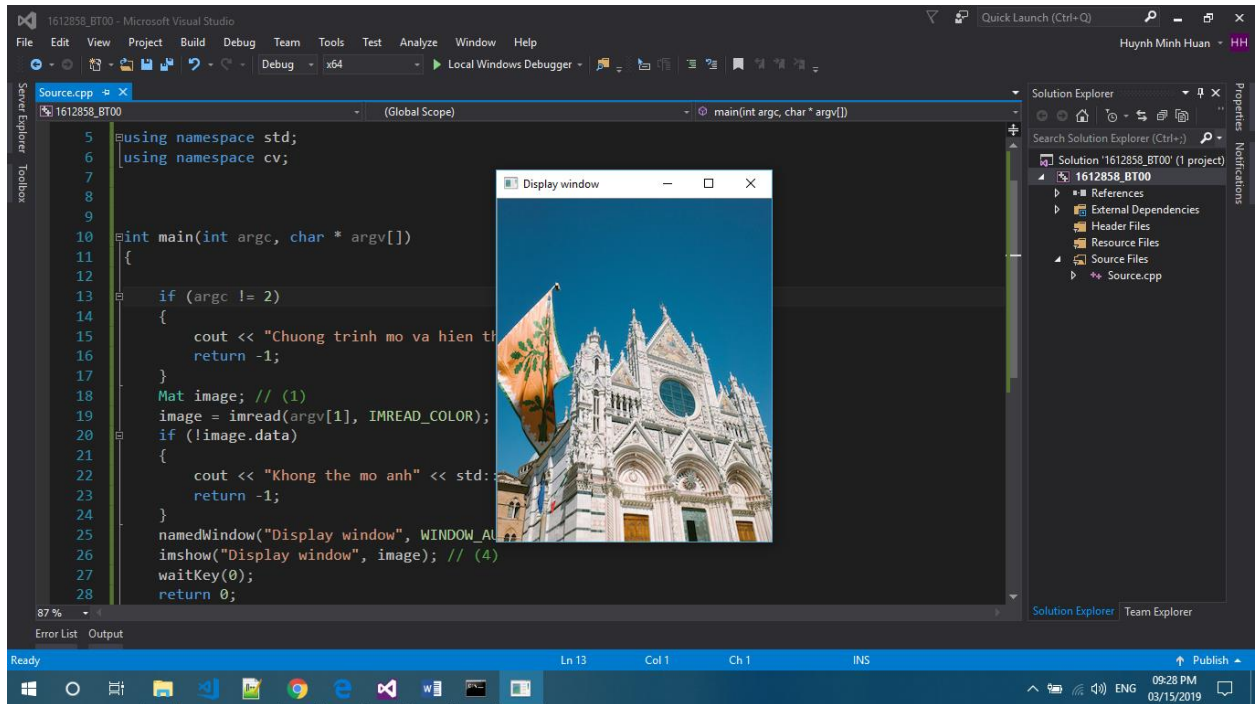 1612858_BT00 - Microsoft Visual Studio
Quick Launch (Ctrl+Q)
File Edit View Project Build Debug Team Tools Test Analyze Window Help
Huynh Minh Huan HH
Debug x64 Local Windows Debugger
Server Explorer
Toolbox
Source.cpp
1612858_BT00 (Global Scope) main(int argc, char * argv[])
5 using namespace std;
6 using namespace cv;
7
8
9
10 int main(int argc, char * argv[])
11 {
12
13 if (argc != 2)
14 {
15 cout << "Chuong trinh mo va hien th
16 return -1;
17 }
18 Mat image; // (1)
19 image = imread(argv[1], IMREAD_COLOR);
20 if (!image.data)
21 {
22 cout << "Khong the mo anh" << std::
23 return -1;
24 }
25 namedWindow("Display window", WINDOW_AU
26 imshow("Display window", image); // (4)
27 waitKey(0);
28 return 0;
87 %
Display window
Solution Explorer
Search Solution Explorer (Ctrl+;)
Solution '1612858_BT00' (1 project)
1612858_BT00
References
External Dependencies
Header Files
Resource Files
Source Files
Source.cpp
Solution Explorer Team Explorer
Properties
Notifications
Error List Output
Ready Ln 13 Col 1 Ch 1 INS Publish
ENG
09:28 PM
03/15/2019